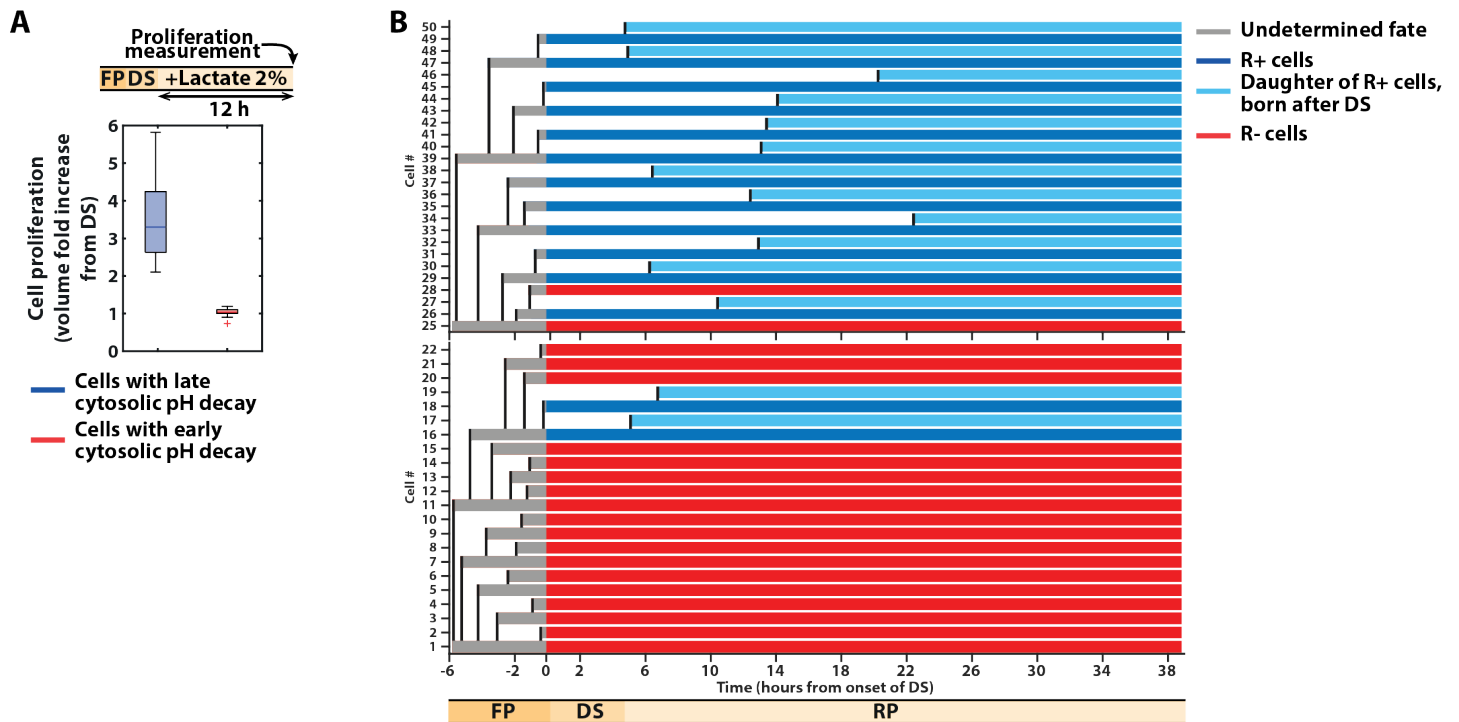 A
Proliferation
measurement
FP DS +Lactate 2%
12 h
Cell proliferation
(volume fold increase
from DS)
6
5
4
3
2
1
0
Cells with late
cytosolic pH decay
Cells with early
cytosolic pH decay
B
Cell #
50
49
48
47
46
45
44
43
42
41
40
39
38
37
36
35
34
33
32
31
30
29
28
27
26
25
Cell #
22
21
20
19
18
17
16
15
14
13
12
11
10
9
8
7
6
5
4
3
2
1
-6 -2 0 2 6 10 14 18 22 26 30 34 38
Time (hours from onset of DS)
FP DS RP
Undetermined fate
R+ cells
Daughter of R+ cells,
born after DS
R- cells